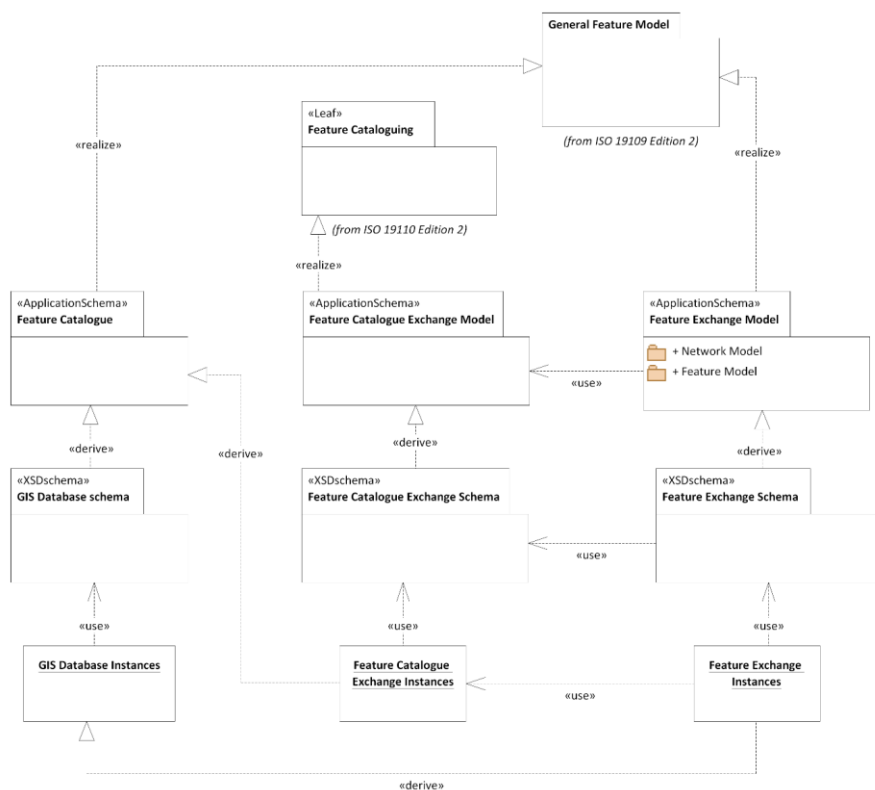 General Feature Model
(from ISO 19109 Edition 2)
«Leaf»
Feature Cataloguing
(from ISO 19110 Edition 2)
«realize»
«realize»
«realize»
«ApplicationSchema»
Feature Catalogue
«ApplicationSchema»
Feature Catalogue Exchange Model
«ApplicationSchema»
Feature Exchange Model
+ Network Model
+ Feature Model
«use»
«derive»
«derive»
«derive»
«derive»
«XSDschema»
GIS Database schema
«XSDschema»
Feature Catalogue Exchange Schema
«XSDschema»
Feature Exchange Schema
«use»
«use»
«use»
«use»
GIS Database Instances
Feature Catalogue
Exchange Instances
Feature Exchange
Instances
«use»
«derive»